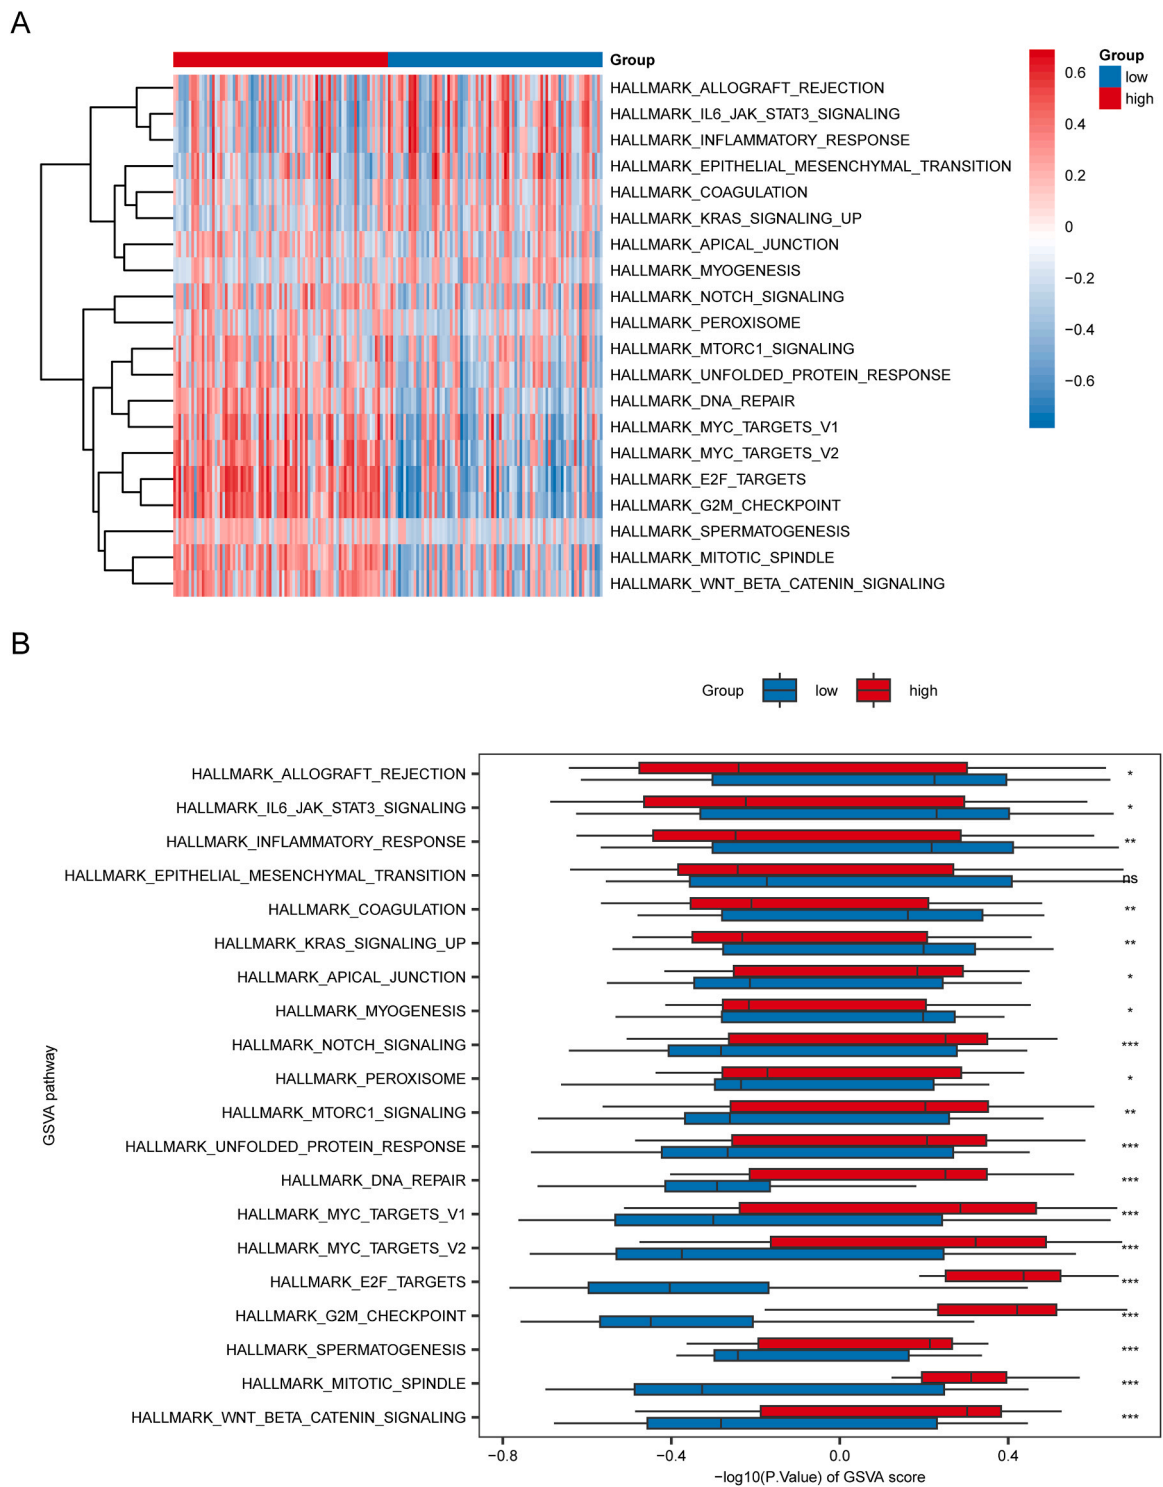 A
Group
HALLMARK_ALLOGRAFT_REJECTION
HALLMARK_IL6_JAK_STAT3_SIGNALING
HALLMARK_INFLAMMATORY_RESPONSE
HALLMARK_EPITHELIAL_MESENCHYMAL_TRANSITION
HALLMARK_COAGULATION
HALLMARK_KRAS_SIGNALING_UP
HALLMARK_APICAL_JUNCTION
HALLMARK_MYOGENESIS
HALLMARK_NOTCH_SIGNALING
HALLMARK_PEROXISOME
HALLMARK_MTORC1_SIGNALING
HALLMARK_UNFOLDED_PROTEIN_RESPONSE
HALLMARK_DNA_REPAIR
HALLMARK_MYC_TARGETS_V1
HALLMARK_MYC_TARGETS_V2
HALLMARK_E2F_TARGETS
HALLMARK_G2M_CHECKPOINT
HALLMARK_SPERMATOGENESIS
HALLMARK_MITOTIC_SPINDLE
HALLMARK_WNT_BETA_CATENIN_SIGNALING
0.6
0.4
0.2
0
−0.2
−0.4
−0.6
Group
low
high
B
Group low high
HALLMARK_ALLOGRAFT_REJECTION *
HALLMARK_IL6_JAK_STAT3_SIGNALING *
HALLMARK_INFLAMMATORY_RESPONSE **
HALLMARK_EPITHELIAL_MESENCHYMAL_TRANSITION ns
HALLMARK_COAGULATION **
HALLMARK_KRAS_SIGNALING_UP **
HALLMARK_APICAL_JUNCTION *
HALLMARK_MYOGENESIS *
HALLMARK_NOTCH_SIGNALING ***
HALLMARK_PEROXISOME *
HALLMARK_MTORC1_SIGNALING **
HALLMARK_UNFOLDED_PROTEIN_RESPONSE ***
HALLMARK_DNA_REPAIR ***
HALLMARK_MYC_TARGETS_V1 ***
HALLMARK_MYC_TARGETS_V2 ***
HALLMARK_E2F_TARGETS ***
HALLMARK_G2M_CHECKPOINT ***
HALLMARK_SPERMATOGENESIS ***
HALLMARK_MITOTIC_SPINDLE ***
HALLMARK_WNT_BETA_CATENIN_SIGNALING ***
GSVA pathway
−0.8 −0.4 0.0 0.4
−log10(P.Value) of GSVA score